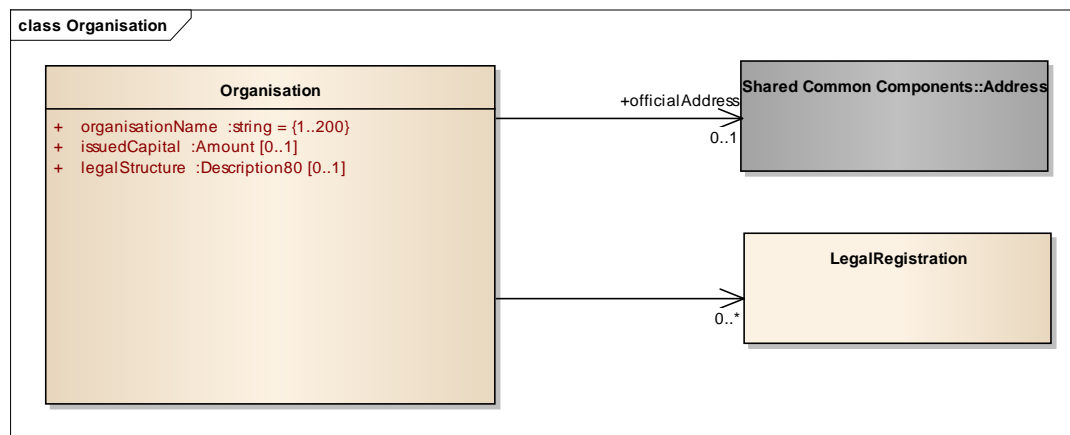 class Organisation
Organisation
+ organisationName :string = {1..200}
+ issuedCapital :Amount [0..1]
+ legalStructure :Description80 [0..1]
+officialAddress
0..1
Shared Common Components::Address
0..*
LegalRegistration